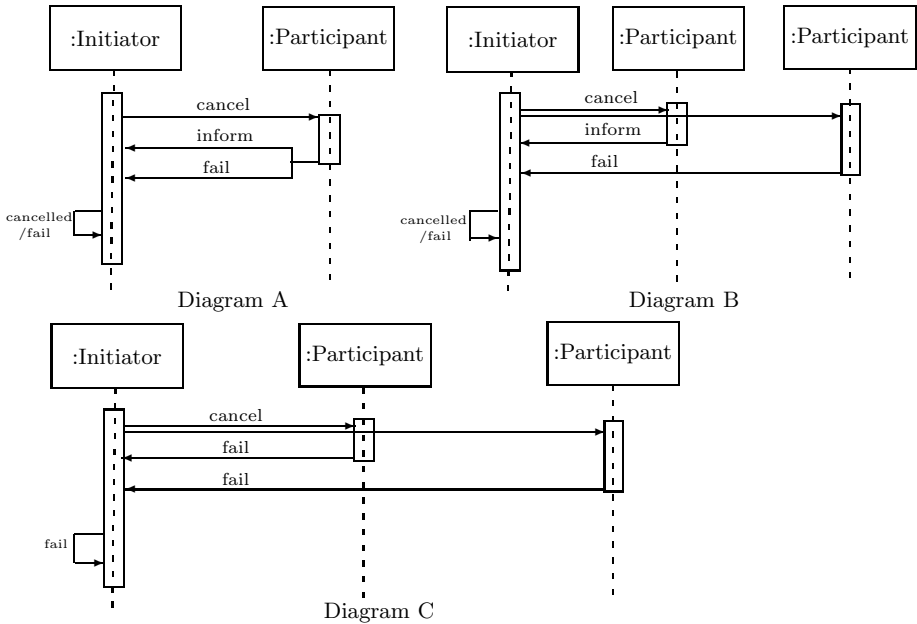 :Initiator
:Participant
cancel
inform
fail
cancelled
/fail
Diagram A
:Initiator
:Participant
:Participant
cancel
inform
fail
cancelled
/fail
Diagram B
:Initiator
:Participant
:Participant
cancel
fail
fail
fail
Diagram C